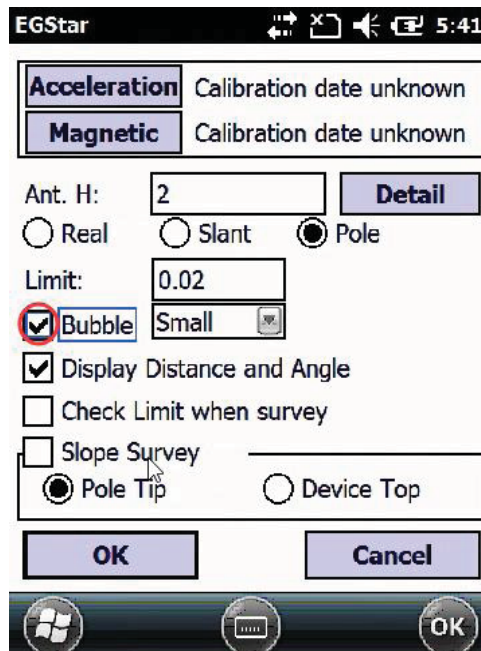 EGStar 5:41
Acceleration Calibration date unknown
Magnetic Calibration date unknown
Ant. H: 2 Detail
Real Slant Pole
Limit: 0.02
Bubble Small
Display Distance and Angle
Check Limit when survey
Slope Survey
Pole Tip Device Top
OK Cancel
OK